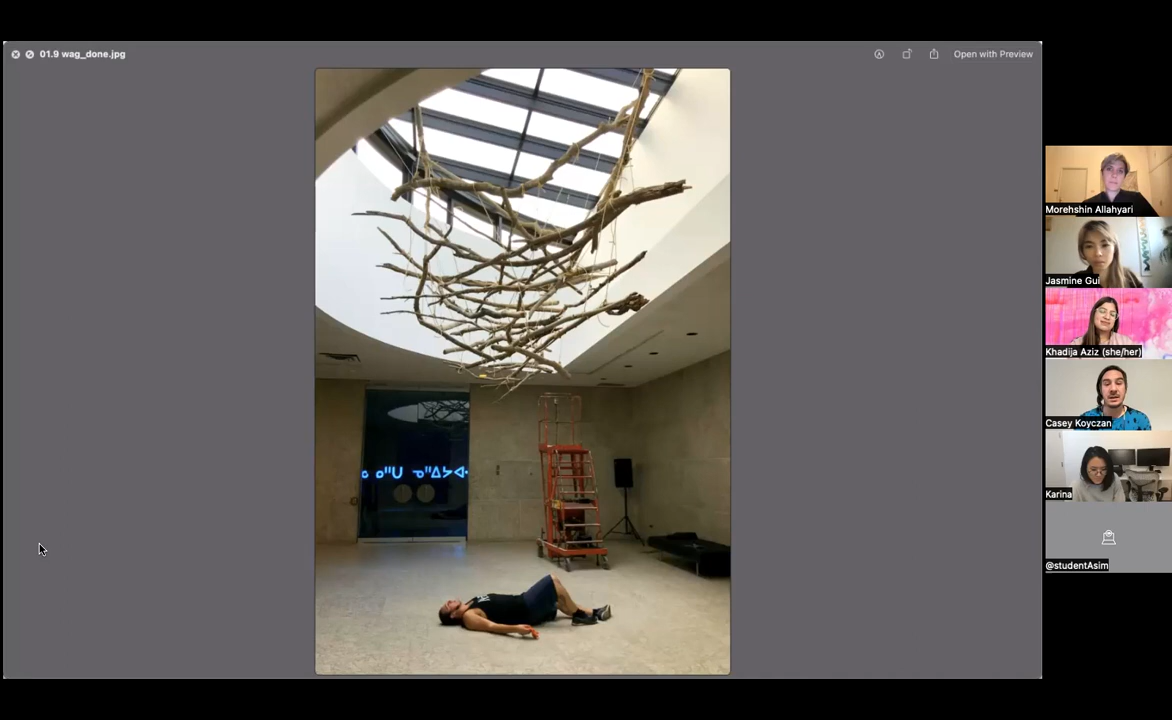 01.9 wag_done.jpg
Open with Preview
ᓀᐦᐃᔭᐏ
Morehshin Allahyari
Jasmine Gui
Khadija Aziz (she/her)
Casey Koyczan
Karina
@studentAsim